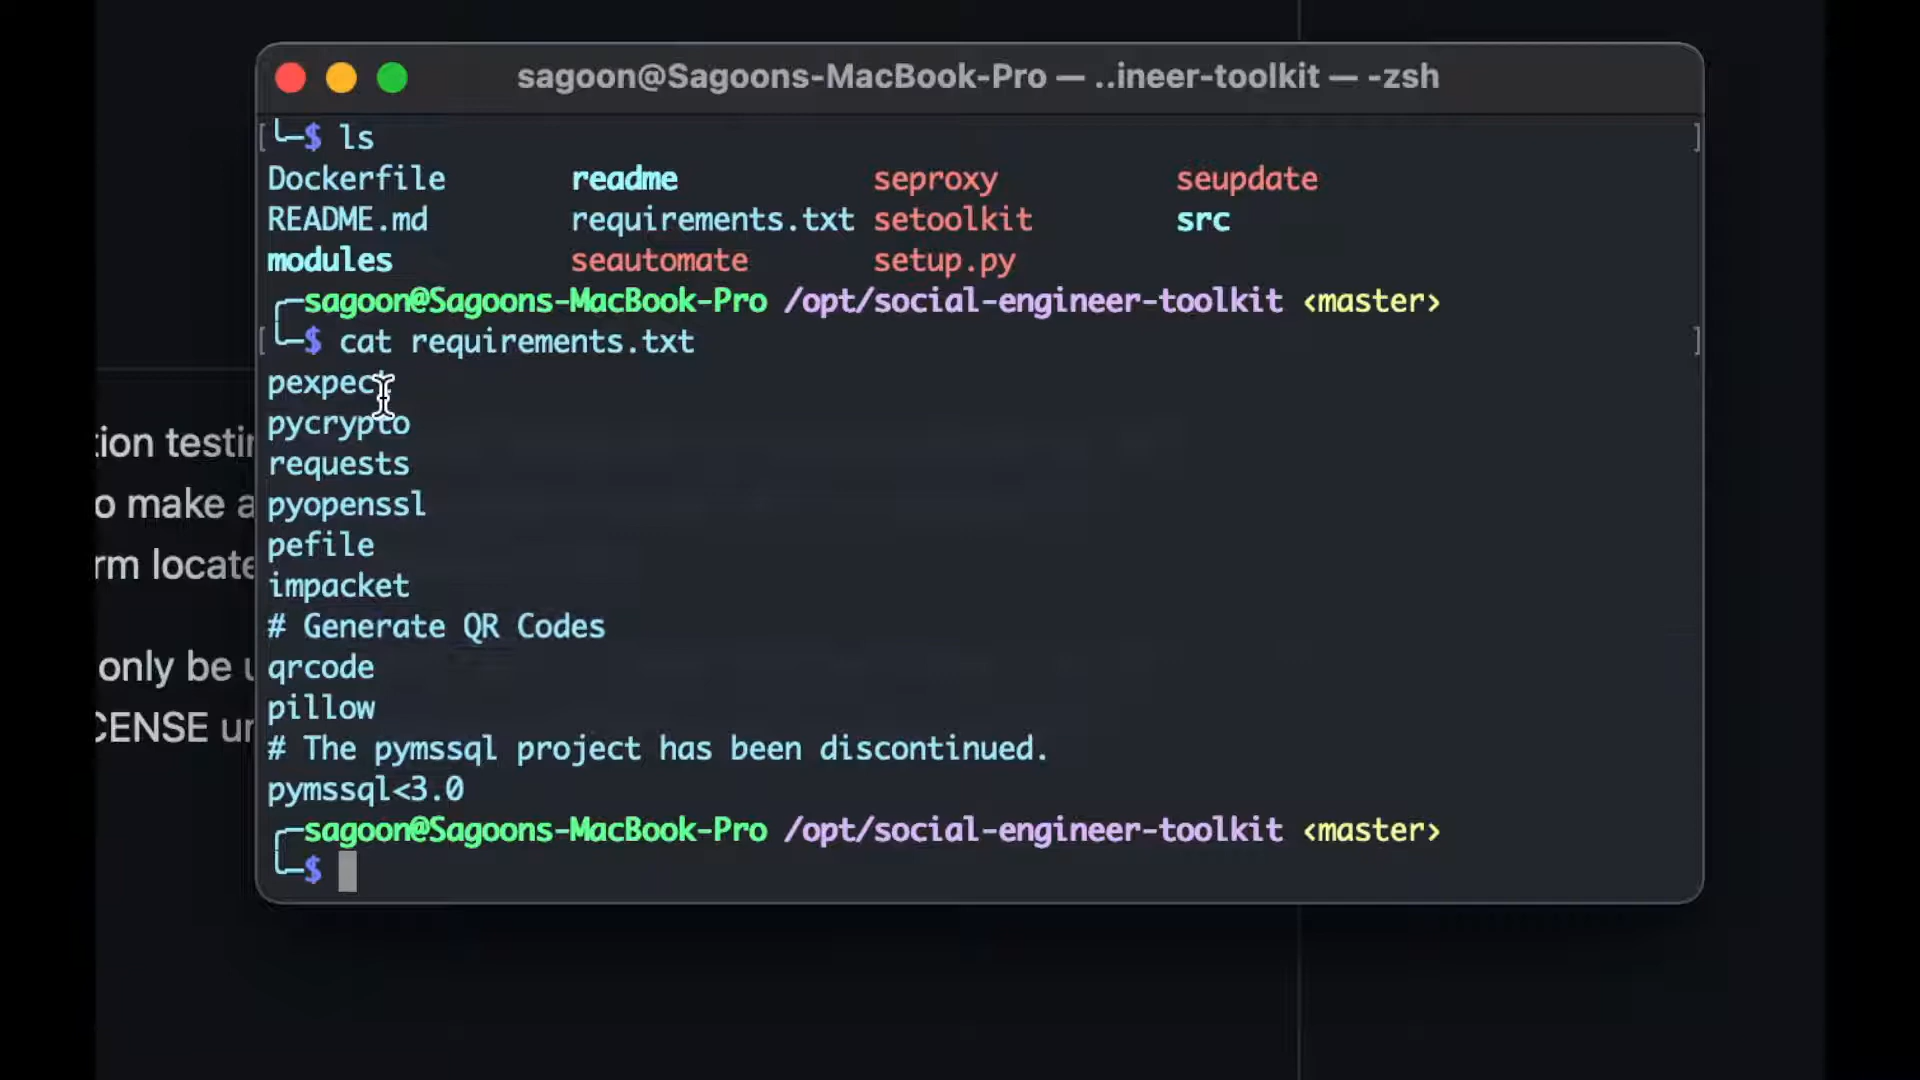 sagoon@Sagoons-MacBook-Pro — ..ineer-toolkit — -zsh
$ ls
Dockerfile readme seproxy seupdate
README.md requirements.txt setoolkit src
modules seautomate setup.py
sagoon@Sagoons-MacBook-Pro /opt/social-engineer-toolkit <master>
$ cat requirements.txt
pexpect
pycrypto
requests
pyopenssl
pefile
impacket
# Generate QR Codes
qrcode
pillow
# The pymssql project has been discontinued.
pymssql<3.0
sagoon@Sagoons-MacBook-Pro /opt/social-engineer-toolkit <master>
$
make
only be